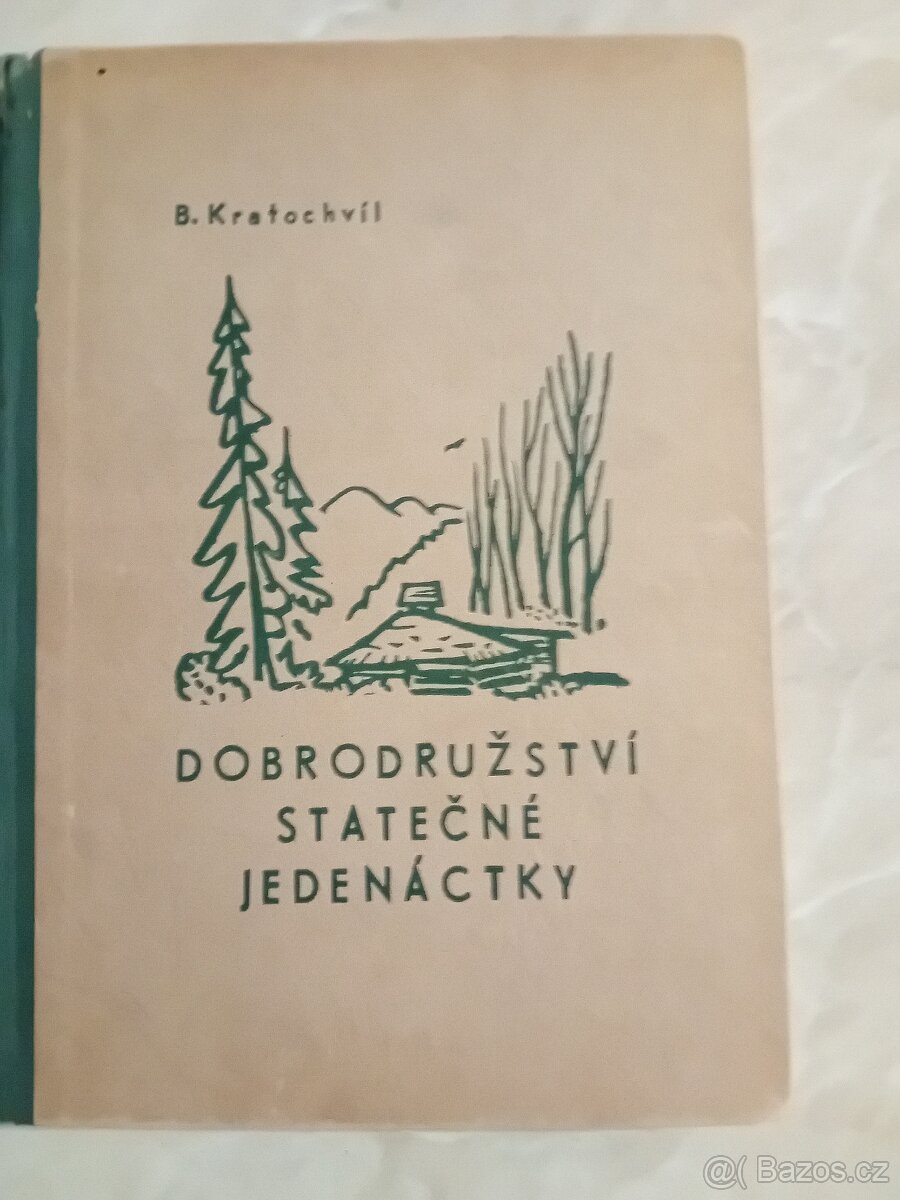 B. Kratochvíl
DOBRODRUŽSTVÍ
STATEČNÉ
JEDENÁCTKY
@( Bazos.cz